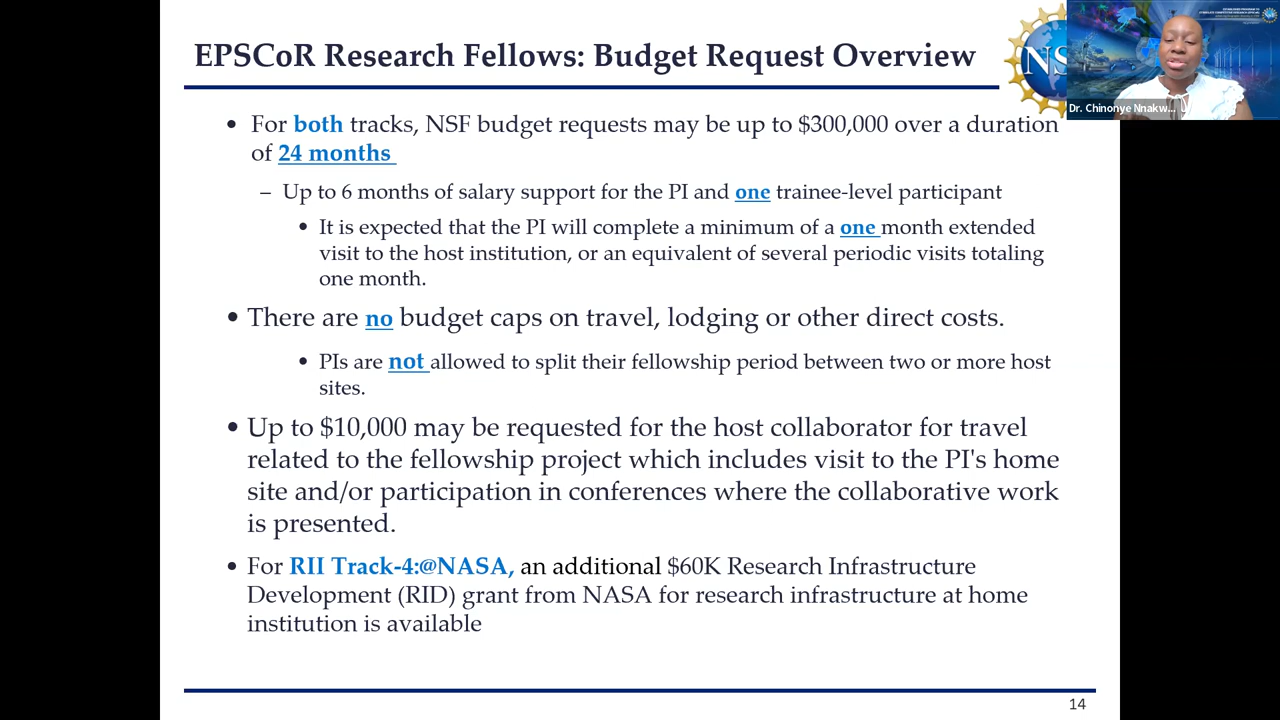 EPSCoR Research Fellows: Budget Request Overview
NS
Dr. Chinonye Nnakw...
• For both tracks, NSF budget requests may be up to $300,000 over a duration
of 24 months
– Up to 6 months of salary support for the PI and one trainee-level participant
• It is expected that the PI will complete a minimum of a one month extended
visit to the host institution, or an equivalent of several periodic visits totaling
one month.
• There are no budget caps on travel, lodging or other direct costs.
• PIs are not allowed to split their fellowship period between two or more host
sites.
• Up to $10,000 may be requested for the host collaborator for travel
related to the fellowship project which includes visit to the PI's home
site and/or participation in conferences where the collaborative work
is presented.
• For RII Track-4:@NASA, an additional $60K Research Infrastructure
Development (RID) grant from NASA for research infrastructure at home
institution is available
14